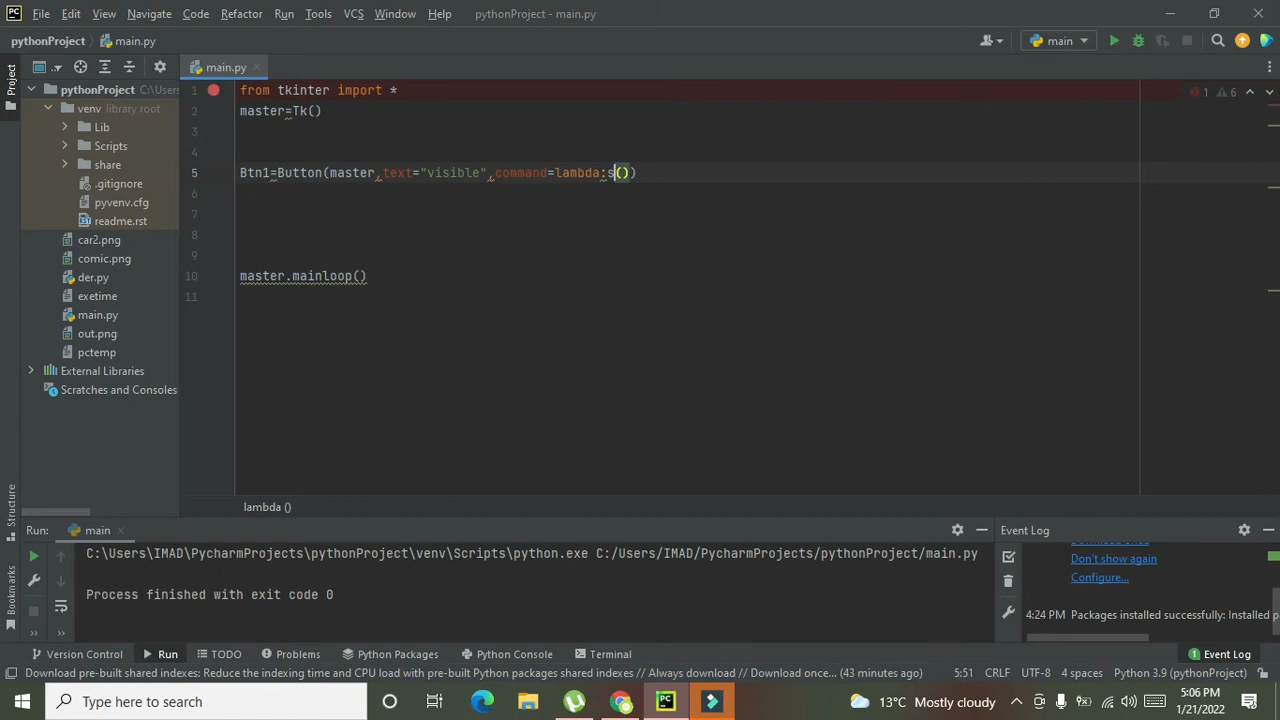 File Edit View Navigate Code Refactor Run Tools VCS Window Help pythonProject - main.py
pythonProject main.py main
Project
main.py
pythonProject C:\Users
venv library root
Lib
Scripts
share
.gitignore
pyvenv.cfg
readme.rst
car2.png
comic.png
der.py
exetime
main.py
out.png
pctemp
External Libraries
Scratches and Consoles
1 from tkinter import *
2 master=Tk()
3
4
5 Btn1=Button(master,text="visible",command=lambda:s())
6
7
8
9
10 master.mainloop()
11
1 6
lambda ()
Structure
Bookmarks
Run: main
C:\Users\IMAD\PycharmProjects\pythonProject\venv\Scripts\python.exe C:/Users/IMAD/PycharmProjects/pythonProject/main.py
Process finished with exit code 0
Event Log
Don't show again
Configure...
4:24 PM Packages installed successfully: Installed p
Version Control Run TODO Problems Python Packages Python Console Terminal 1 Event Log
Download pre-built shared indexes: Reduce the indexing time and CPU load with pre-built Python packages shared indexes // Always download // Download once... (43 minutes ago) 5:51 CRLF UTF-8 4 spaces Python 3.9 (pythonProject)
Type here to search
13°C Mostly cloudy
5:06 PM
1/21/2022